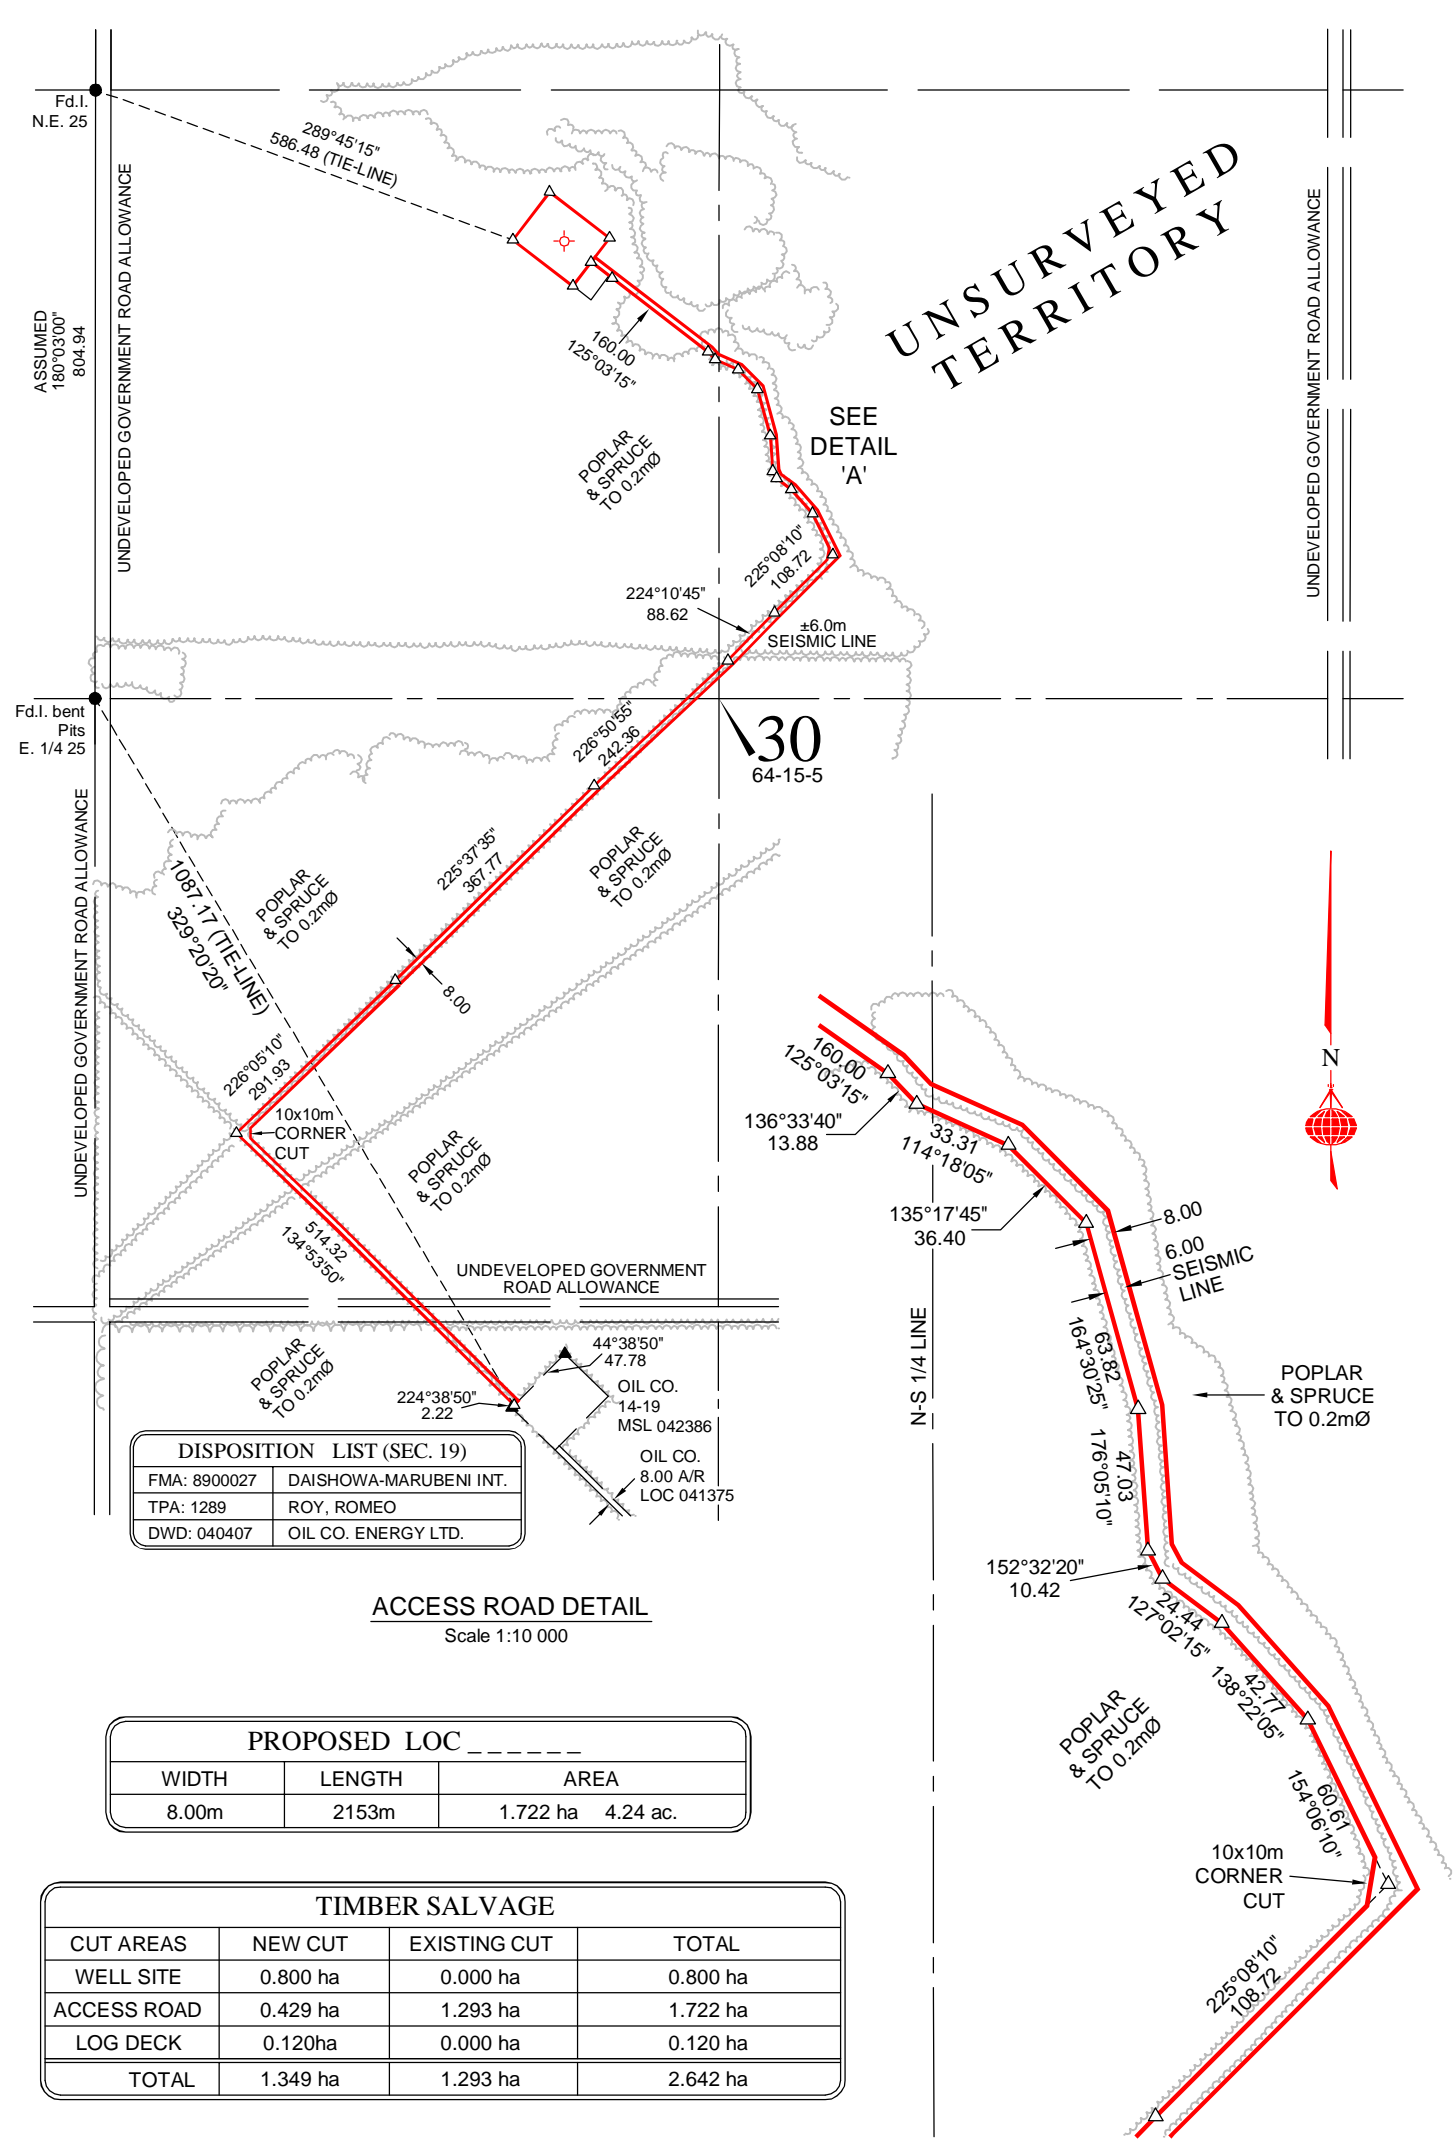 Fd.I.
N.E. 25
289°45'15"
586.48 (TIE-LINE)
UNDEVELOPED GOVERNMENT ROAD ALLOWANCE
ASSUMED
180°03'00"
804.94
UNSURVEYED
TERRITORY
UNDEVELOPED GOVERNMENT ROAD ALLOWANCE
160.00
125°03'15"
SEE
DETAIL
'A'
POPLAR
& SPRUCE
TO 0.2mØ
225°08'10"
108.72
224°10'45"
88.62
±6.0m
SEISMIC LINE
Fd.I. bent
Pits
E. 1/4 25
226°50'55"
242.36
30
64-15-5
UNDEVELOPED GOVERNMENT ROAD ALLOWANCE
1087.17 (TIE-LINE)
329°20'20"
POPLAR
& SPRUCE
TO 0.2mØ
225°37'35"
367.77
POPLAR
& SPRUCE
TO 0.2mØ
8.00
226°05'10"
291.93
10x10m
CORNER
CUT
POPLAR
& SPRUCE
TO 0.2mØ
514.32
134°53'50"
UNDEVELOPED GOVERNMENT
ROAD ALLOWANCE
POPLAR
& SPRUCE
TO 0.2mØ
44°38'50"
47.78
224°38'50"
2.22
OIL CO.
14-19
MSL 042386
OIL CO.
8.00 A/R
LOC 041375
DISPOSITION LIST (SEC. 19)
FMA: 8900027 DAISHOWA-MARUBENI INT.
TPA: 1289 ROY, ROMEO
DWD: 040407 OIL CO. ENERGY LTD.
ACCESS ROAD DETAIL
Scale 1:10 000
N
160.00
125°03'15"
136°33'40"
13.88
33.31
114°18'05"
135°17'45"
36.40
8.00
6.00
SEISMIC
LINE
N-S 1/4 LINE
63.82
164°30'25"
POPLAR
& SPRUCE
TO 0.2mØ
47.03
176°05'10"
152°32'20"
10.42
24.44
127°02'15"
42.77
138°22'05"
POPLAR
& SPRUCE
TO 0.2mØ
60.61
154°06'10"
10x10m
CORNER
CUT
225°08'10"
108.72
PROPOSED LOC _ _ _ _ _ _
WIDTH LENGTH AREA
8.00m 2153m 1.722 ha 4.24 ac.
TIMBER SALVAGE
CUT AREAS NEW CUT EXISTING CUT TOTAL
WELL SITE 0.800 ha 0.000 ha 0.800 ha
ACCESS ROAD 0.429 ha 1.293 ha 1.722 ha
LOG DECK 0.120ha 0.000 ha 0.120 ha
TOTAL 1.349 ha 1.293 ha 2.642 ha